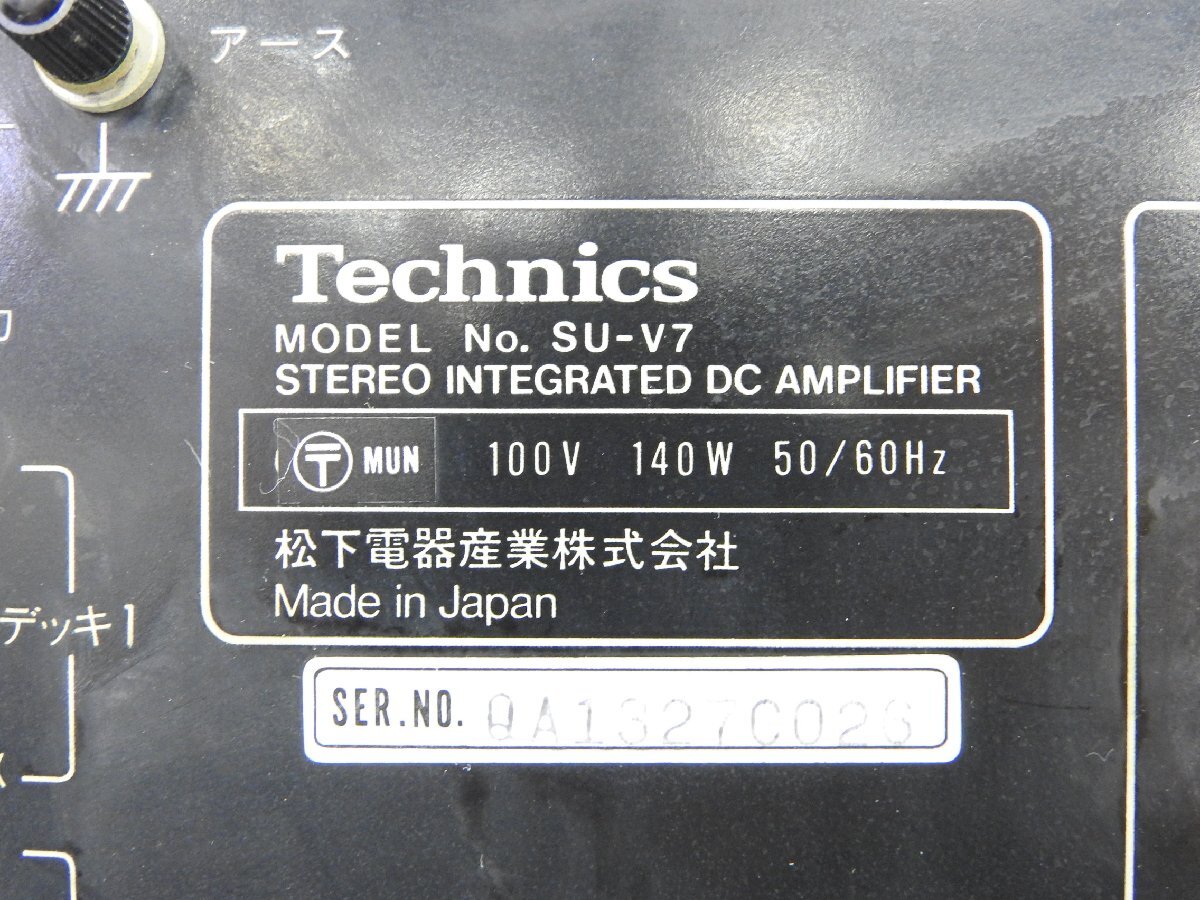 アース
Technics
MODEL No. SU-V7
STEREO INTEGRATED DC AMPLIFIER
〒 MUN 100V 140W 50/60Hz
松下電器産業株式会社
Made in Japan
デッキ1
SER.NO. QA1327C026